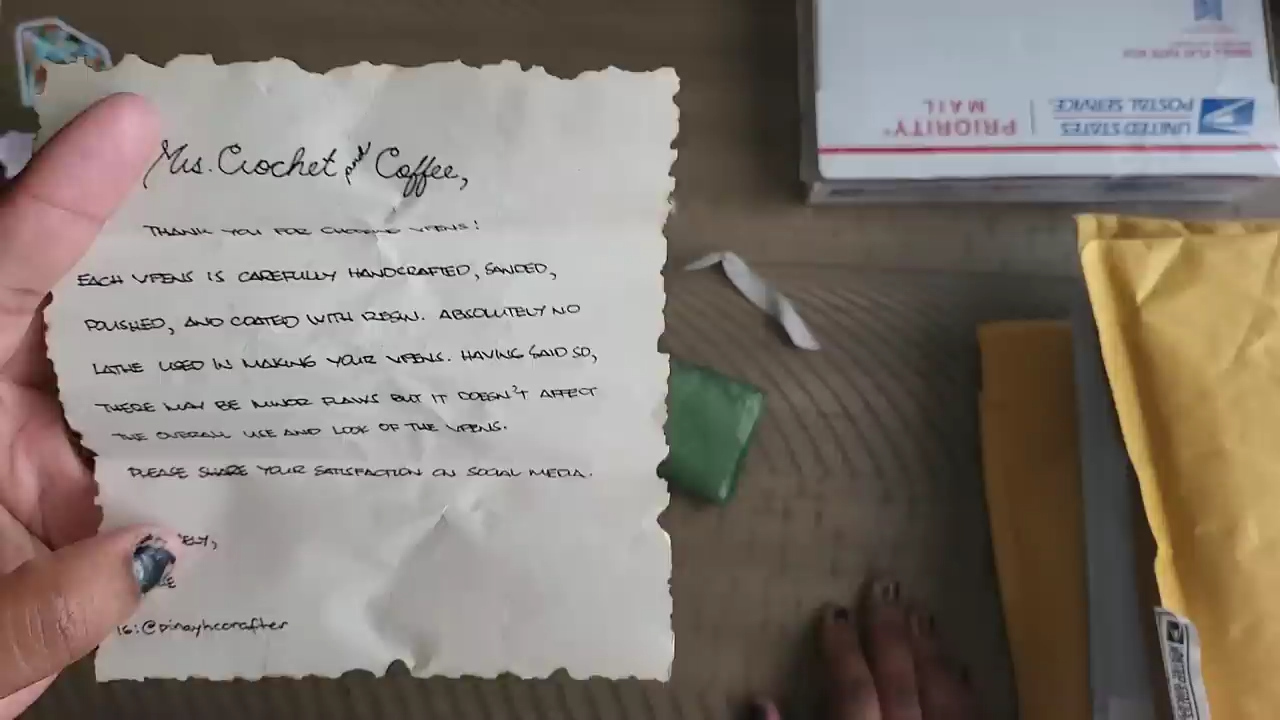 Ms. Crochet and Coffee,
THANK YOU FOR CHOOSING VPENS!
EACH VPENS IS CAREFULLY HANDCRAFTED, SANDED,
POLISHED, AND COATED WITH RESIN. ABSOLUTELY NO
LATHE USED IN MAKING YOUR VPENS. HAVING SAID SO,
THERE MAY BE MINOR FLAWS BUT IT DOESN'T AFFECT
THE OVERALL USE AND LOOK OF THE VPENS.
PLEASE SHARE YOUR SATISFACTION ON SOCIAL MEDIA.
ELY,
IG: @pinayhccrafter
UNITED STATES
POSTAL SERVICE
PRIORITY
MAIL